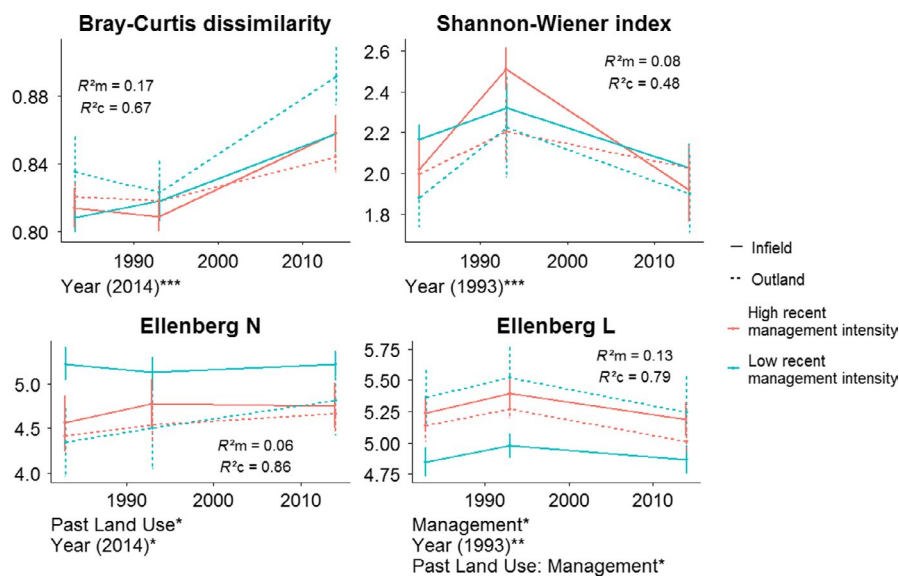 Bray-Curtis dissimilarity
R²m = 0.17
R²c = 0.67
0.88
0.84
0.80
1990 2000 2010
Year (2014)***
Shannon-Wiener index
R²m = 0.08
R²c = 0.48
2.6
2.4
2.2
2.0
1.8
1990 2000 2010
Year (1993)***
Ellenberg N
5.0
4.5
4.0
R²m = 0.06
R²c = 0.86
1990 2000 2010
Past Land Use*
Year (2014)*
Ellenberg L
R²m = 0.13
R²c = 0.79
5.75
5.50
5.25
5.00
4.75
1990 2000 2010
Management*
Year (1993)**
Past Land Use: Management*
Infield
Outland
High recent
management intensity
Low recent
management intensity